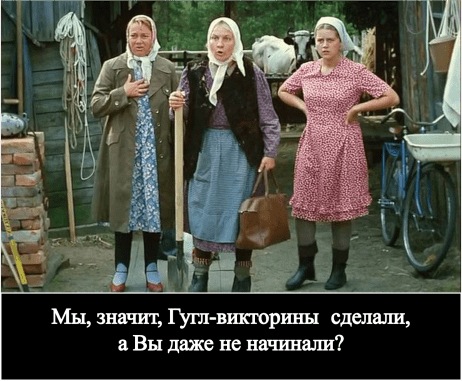 Мы, значит, Гугл-викторины сделали,
а Вы даже не начинали?